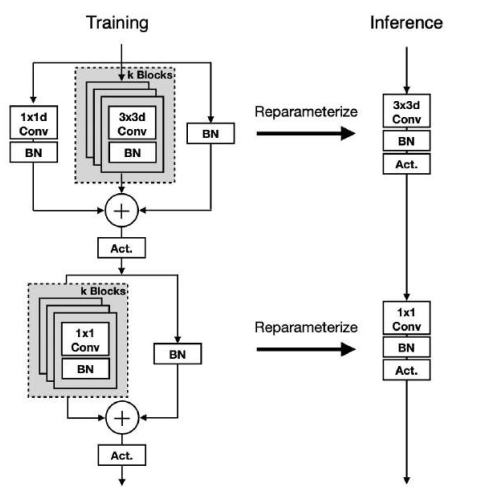 Training
Inference
k Blocks
1x1d
Conv
BN
3x3d
Conv
BN
BN
Reparameterize
3x3d
Conv
BN
Act.
+
Act.
k Blocks
1x1
Conv
BN
BN
Reparameterize
1x1
Conv
BN
Act.
+
Act.